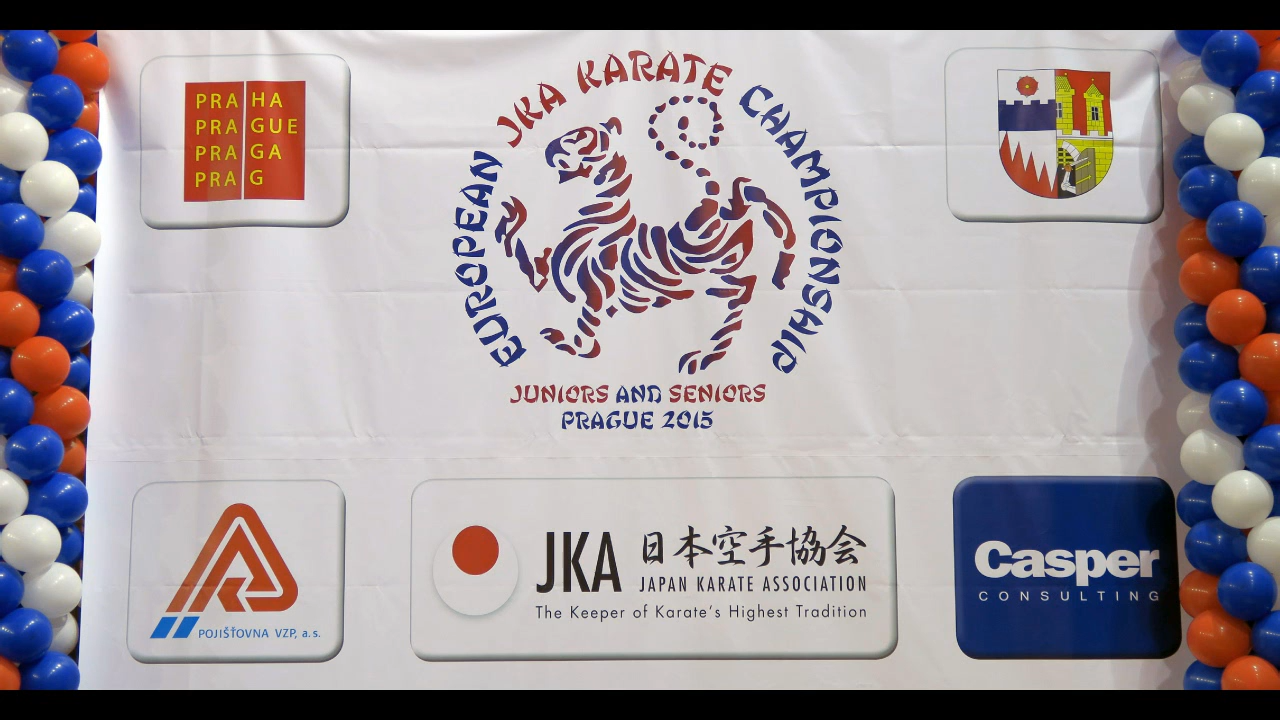 PRAHA
PRAGUE
PRAGA
PRAG
EUROPEAN JKA KARATE CHAMPIONSHIP
JUNIORS AND SENIORS
PRAGUE 2015
POJIŠŤOVNA VZP, a.s.
JKA 日本空手協会
JAPAN KARATE ASSOCIATION
The Keeper of Karate's Highest Tradition
Casper
CONSULTING